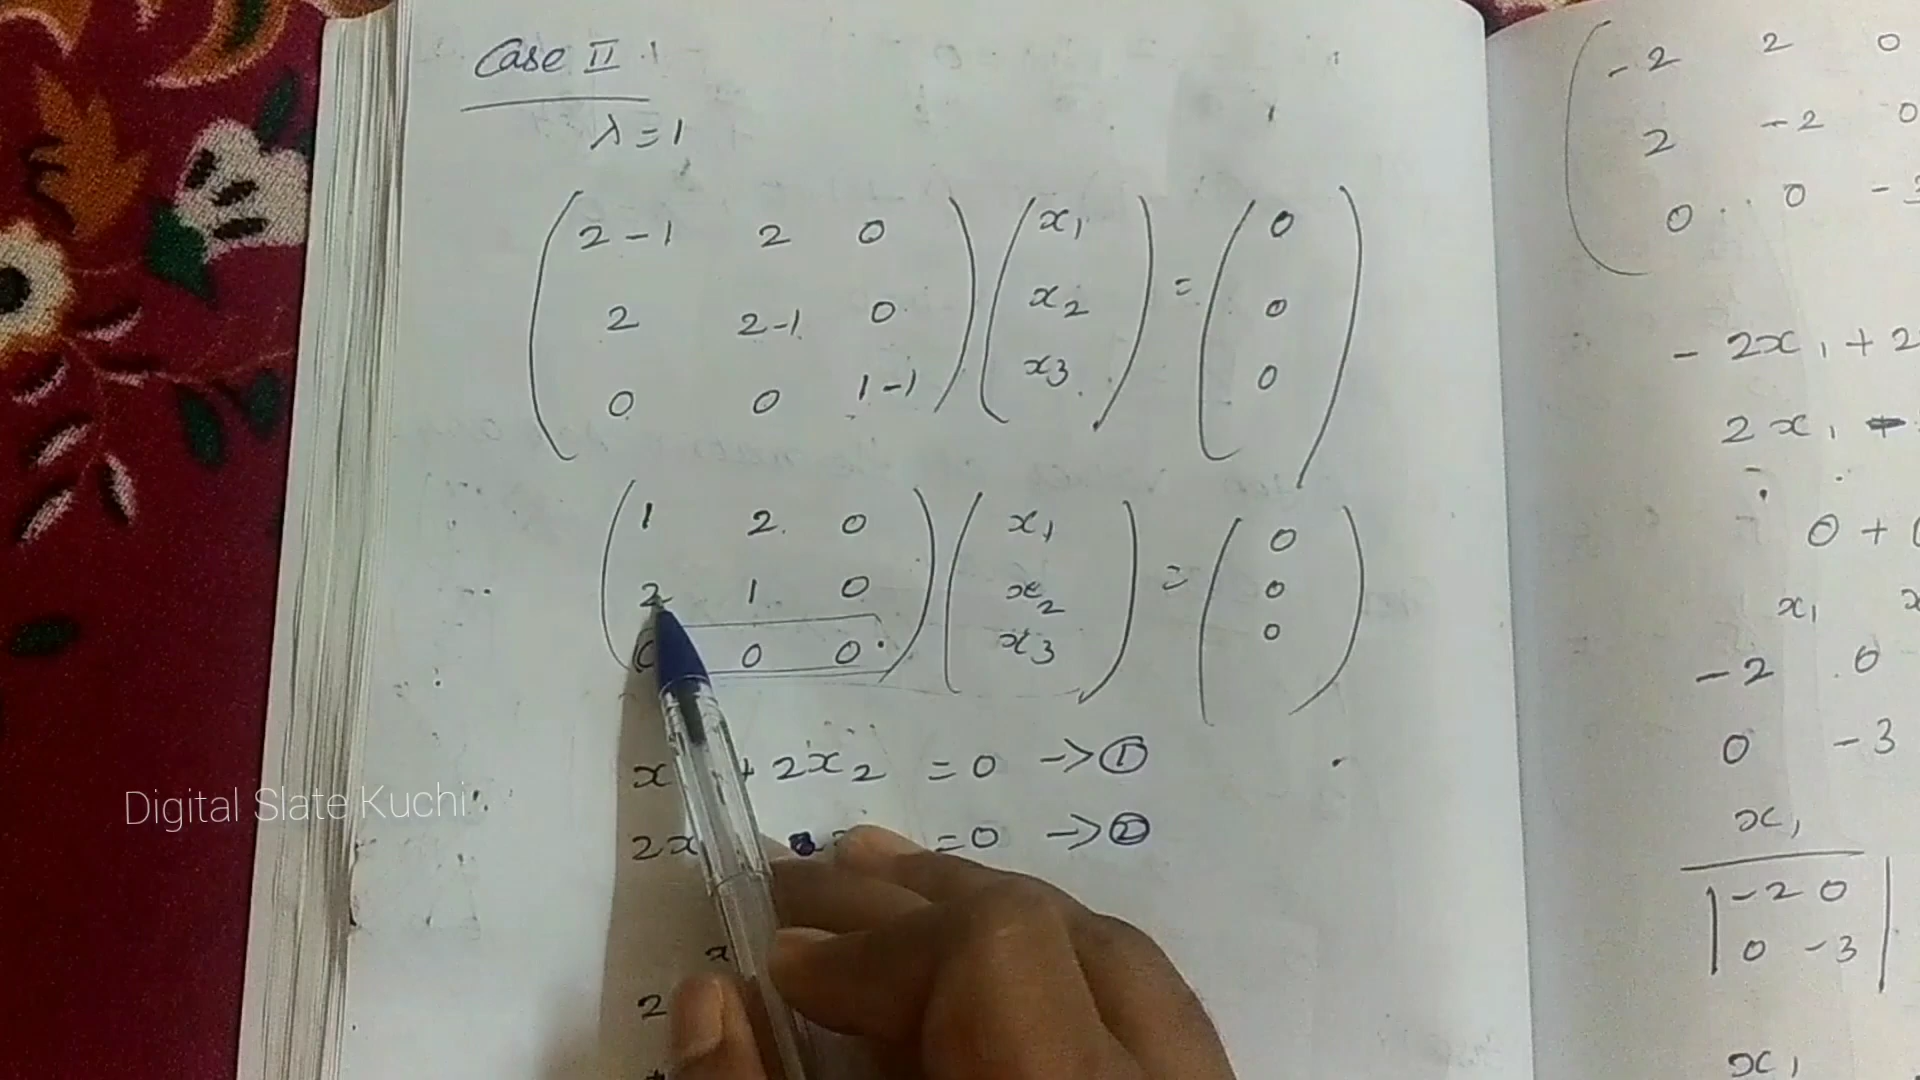 Case II
λ = 1
2-1 2 0 x1 0
2 2-1 0 x2 = 0
0 0 1-1 x3 0
1 2 0 x1 0
2 1 0 x2 = 0
0 0 x3 0
x + 2x2 = 0 → ①
2x = 0 → ②
x
2
Digital Slate Kuchi
-2 2 0
2 -2 0
0 0 -3
- 2x1 + 2
2x1
0 +
x1
-2 0
0 -3
x1
-2 0
0 -3
x1